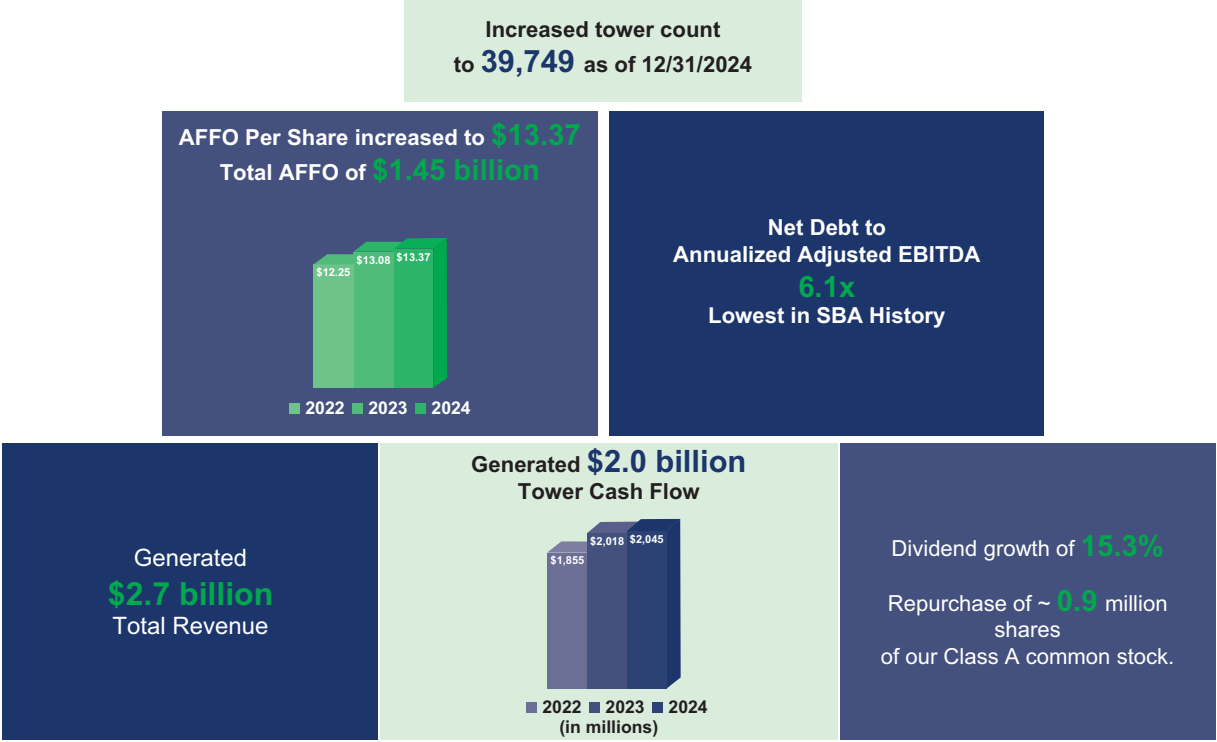 Increased tower count
to 39,749 as of 12/31/2024
AFFO Per Share increased to $13.37
Total AFFO of $1.45 billion
$12.25
$13.08
$13.37
2022 2023 2024
Net Debt to
Annualized Adjusted EBITDA
6.1x
Lowest in SBA History
Generated
$2.7 billion
Total Revenue
Generated $2.0 billion
Tower Cash Flow
$1,855
$2,018
$2,045
2022 2023 2024
(in millions)
Dividend growth of 15.3%
Repurchase of ~ 0.9 million
shares
of our Class A common stock.